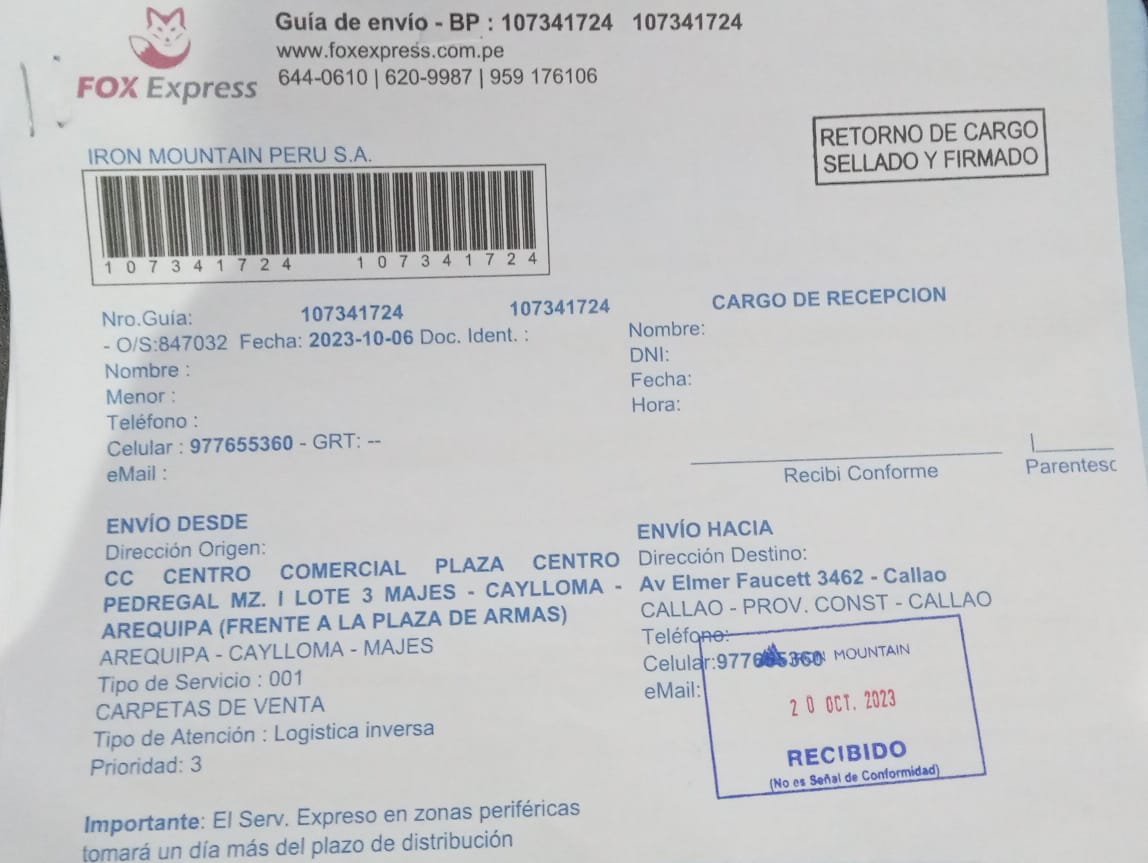 FOX Express
Guía de envío - BP : 107341724 107341724
www.foxexpress.com.pe
644-0610 | 620-9987 | 959 176106
RETORNO DE CARGO
SELLADO Y FIRMADO
IRON MOUNTAIN PERU S.A.
107341724 107341724
Nro.Guía: 107341724 107341724
- O/S:847032 Fecha: 2023-10-06 Doc. Ident. :
Nombre :
Menor :
Teléfono :
Celular : 977655360 - GRT: --
eMail :
CARGO DE RECEPCION
Nombre:
DNI:
Fecha:
Hora:
Recibi Conforme
Parentesc
ENVÍO DESDE
Dirección Origen:
CC CENTRO COMERCIAL PLAZA CENTRO
PEDREGAL MZ. I LOTE 3 MAJES - CAYLLOMA -
AREQUIPA (FRENTE A LA PLAZA DE ARMAS)
AREQUIPA - CAYLLOMA - MAJES
Tipo de Servicio : 001
CARPETAS DE VENTA
Tipo de Atención : Logistica inversa
Prioridad: 3
ENVÍO HACIA
Dirección Destino:
Av Elmer Faucett 3462 - Callao
CALLAO - PROV. CONST - CALLAO
Teléfono:
Celular:977655360
eMail:
MOUNTAIN
20 OCT. 2023
RECIBIDO
(No es Señal de Conformidad)
Importante: El Serv. Expreso en zonas periféricas
tomará un día más del plazo de distribución